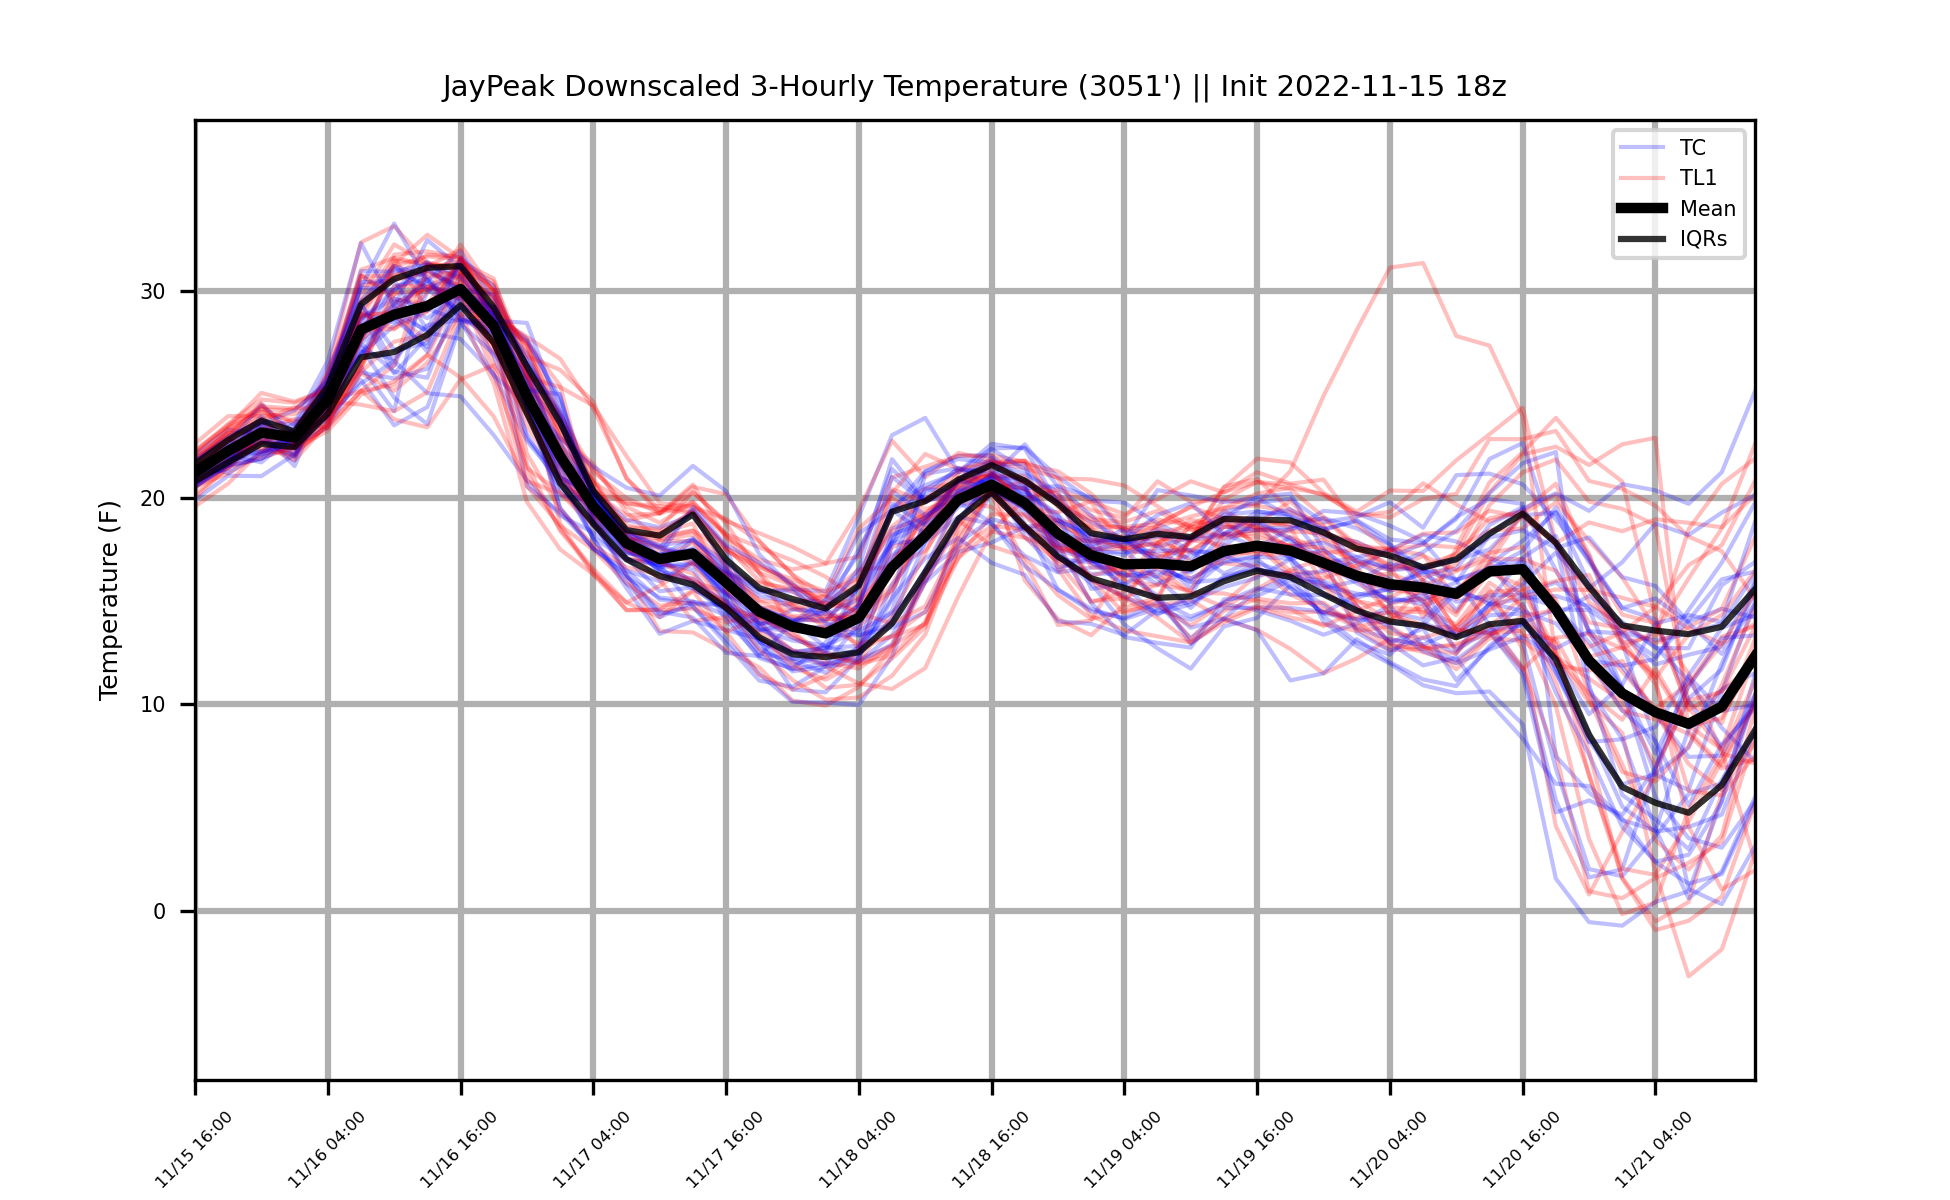 JayPeak Downscaled 3-Hourly Temperature (3051') || Init 2022-11-15 18z
TC
TL1
Mean
IQRs
Temperature (F)
30
20
10
0
11/15 16:00
11/16 04:00
11/16 16:00
11/17 04:00
11/17 16:00
11/18 04:00
11/18 16:00
11/19 04:00
11/19 16:00
11/20 04:00
11/20 16:00
11/21 04:00